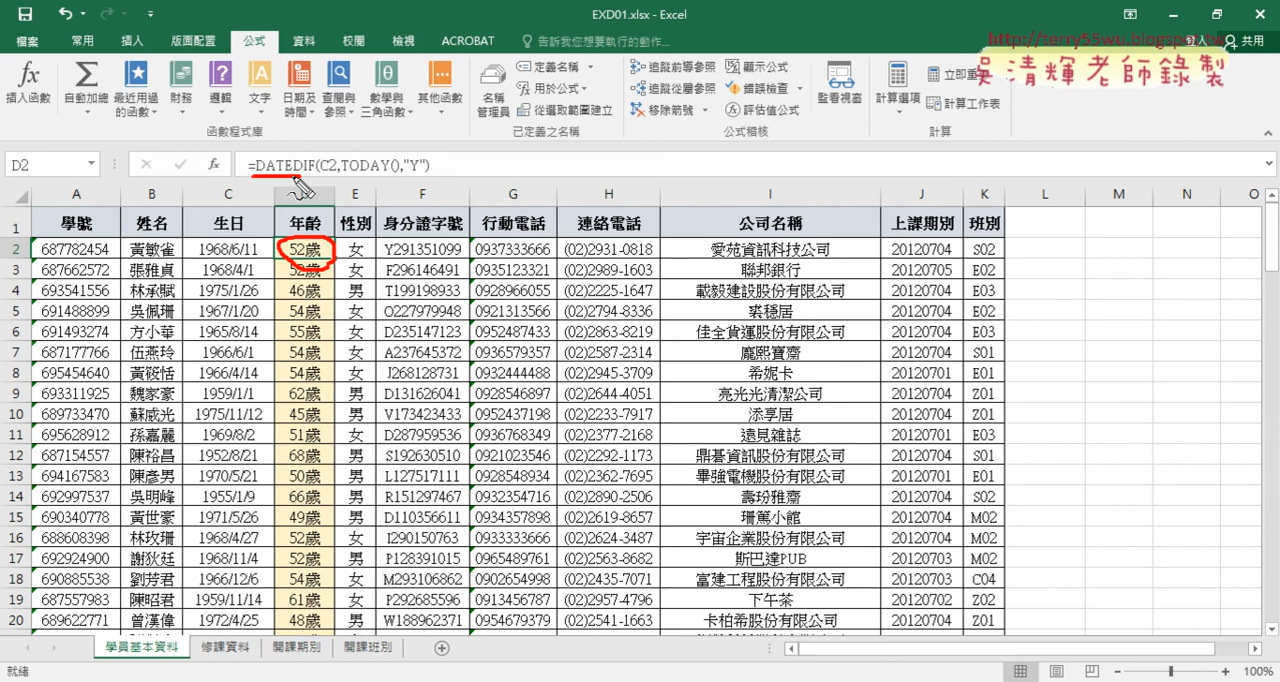 EXD01.xlsx - Excel
http://terry55wu.blogspot.tw
檔案 常用 插入 版面配置 公式 資料 校閱 檢視 ACROBAT 告訴我您想要執行的動作... 登入 共用
吳清輝老師錄製
fx Σ θ
插入函數 自動加總 最近用過的函數 財務 邏輯 文字 日期及時間 查閱與參照 數學與三角函數 其他函數
函數程式庫
名稱管理員 定義名稱 用於公式 從選取範圍建立
已定義之名稱
追蹤前導參照 顯示公式
追蹤從屬參照 錯誤檢查
移除箭號 評估值公式
公式稽核
監看視窗
計算選項 立即重 計算工作表
計算
D2 fx =DATEDIF(C2,TODAY(),"Y")
A B C D E F G H I J K L M N O
1 學號 姓名 生日 年齡 性別 身分證字號 行動電話 連絡電話 公司名稱 上課期別 班別
2 687782454 黃敏雀 1968/6/11 52歲 女 Y291351099 0937333666 (02)2931-0818 愛苑資訊科技公司 20120704 S02
3 687662572 張雅貞 1968/4/1 52歲 女 F296146491 0935123321 (02)2989-1603 聯邦銀行 20120705 E02
4 693541556 林承賦 1975/1/26 46歲 男 T199198933 0928966055 (02)2225-1647 載毅建設股份有限公司 20120704 E03
5 691488899 吳佩珊 1967/1/20 54歲 女 O227979948 0921313566 (02)2794-8336 裘穩居 20120704 E02
6 691493274 方小華 1965/8/14 55歲 女 D235147123 0952487433 (02)2863-8219 佳全貨運股份有限公司 20120704 E03
7 687177766 伍燕玲 1966/6/1 54歲 女 A237645372 0936579357 (02)2587-2314 龐熙寶齋 20120704 S01
8 695454640 黃筱恬 1966/4/14 54歲 女 J268128731 0932444488 (02)2945-3709 希妮卡 20120704 E01
9 693311925 魏家豪 1959/1/1 62歲 男 D131626041 0928546897 (02)2644-4051 亮光光清潔公司 20120704 Z01
10 689733470 蘇威光 1975/11/12 45歲 男 V173423433 0952437198 (02)2233-7917 添享居 20120704 Z01
11 695628912 孫嘉麗 1969/8/2 51歲 女 D287959536 0936768349 (02)2377-2168 遠見雜誌 20120701 E03
12 687154557 陳裕昌 1952/8/21 68歲 男 S192630510 0921023546 (02)2292-1173 鼎碁資訊股份有限公司 20120704 S01
13 694167583 陳彥男 1970/5/21 50歲 男 L127517111 0928548934 (02)2362-7695 畢強電機股份有限公司 20120701 E01
14 692997537 吳明峰 1955/1/9 66歲 男 R151297467 0932354716 (02)2890-2506 壽玢雅齋 20120704 S02
15 690340778 黃世豪 1971/5/26 49歲 男 D110356611 0934357898 (02)2619-8657 珊篤小館 20120704 M02
16 688608398 林玫珊 1968/4/27 52歲 女 I290150763 0933333666 (02)2624-3487 宇宙企業股份有限公司 20120704 M02
17 692924900 謝狄廷 1968/11/4 52歲 男 P128391015 0965489761 (02)2563-8682 斯巴達PUB 20120703 M02
18 690885538 劉芳君 1966/12/6 54歲 女 M293106862 0902654998 (02)2435-7071 富建工程股份有限公司 20120704 C04
19 687557983 陳昭君 1959/11/14 61歲 女 P292685596 0913456787 (02)2957-4796 下午茶 20120702 Z02
20 689622771 曾漢偉 1972/4/25 48歲 男 W188962371 0954679379 (02)2541-1663 卡柏希股份有限公司 20120704 Z01
學員基本資料 修課資料 開課期別 開課班別
就緒 100%